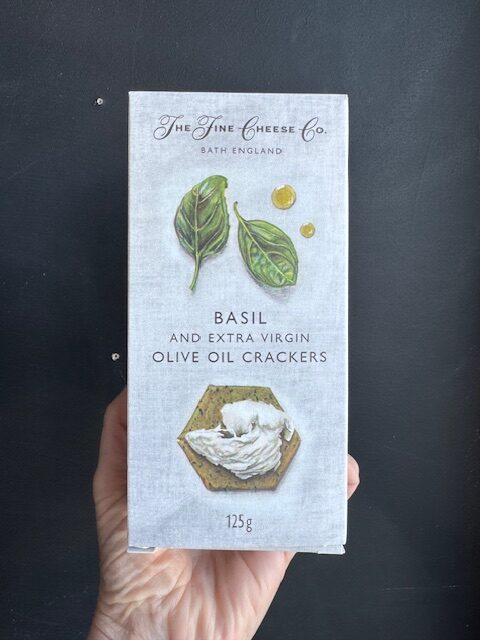 The Fine Cheese Co.
BATH ENGLAND
BASIL
AND EXTRA VIRGIN
OLIVE OIL CRACKERS
125g